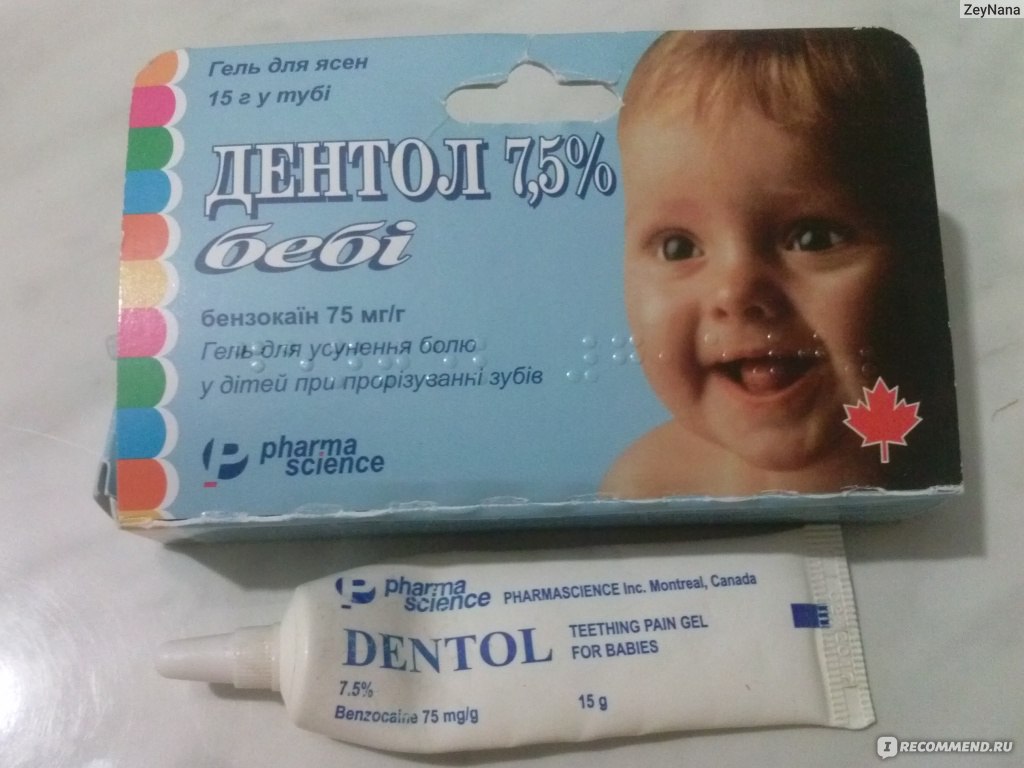 ZeyNana
Гель для ясен
15 г у тубі
ДЕНТОЛ 7,5%
бебі
бензокаїн 75 мг/г
Гель для усунення болю
у дітей при прорізуванні зубів
pharma
science
pharma
science PHARMASCIENCE Inc. Montreal, Canada
DENTOL
TEETHING PAIN GEL
FOR BABIES
7.5%
Benzocaine 75 mg/g
15 g
IRECOMMEND.RU